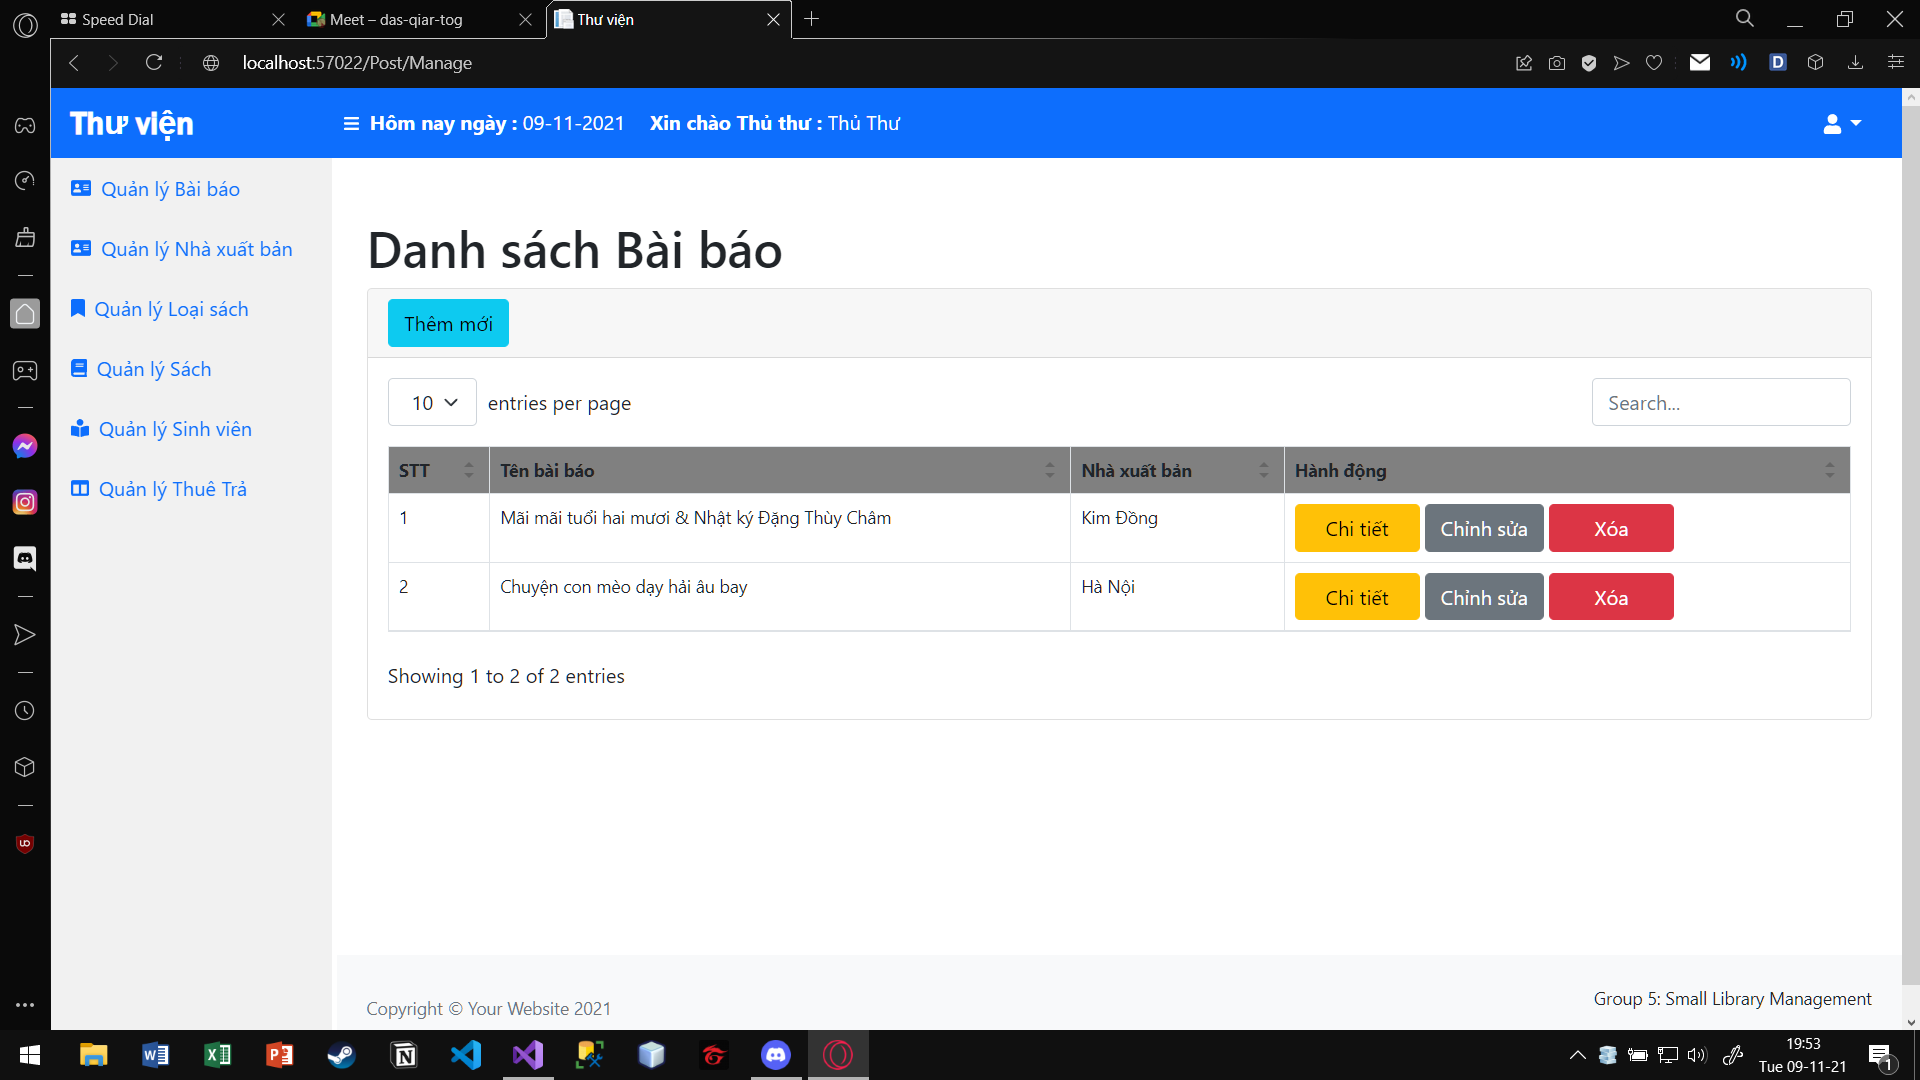 Speed Dial
Meet – das-qiar-tog
Thư viện
localhost:57022/Post/Manage
Thư viện
Hôm nay ngày : 09-11-2021 Xin chào Thủ thư : Thủ Thư
Quản lý Bài báo
Quản lý Nhà xuất bản
Quản lý Loại sách
Quản lý Sách
Quản lý Sinh viên
Quản lý Thuê Trả
Danh sách Bài báo
Thêm mới
10 entries per page
Search...
STT Tên bài báo Nhà xuất bản Hành động
1 Mãi mãi tuổi hai mươi & Nhật ký Đặng Thùy Châm Kim Đồng Chi tiết Chỉnh sửa Xóa
2 Chuyện con mèo dạy hải âu bay Hà Nội Chi tiết Chỉnh sửa Xóa
Showing 1 to 2 of 2 entries
Copyright © Your Website 2021
Group 5: Small Library Management
19:53
Tue 09-11-21
1